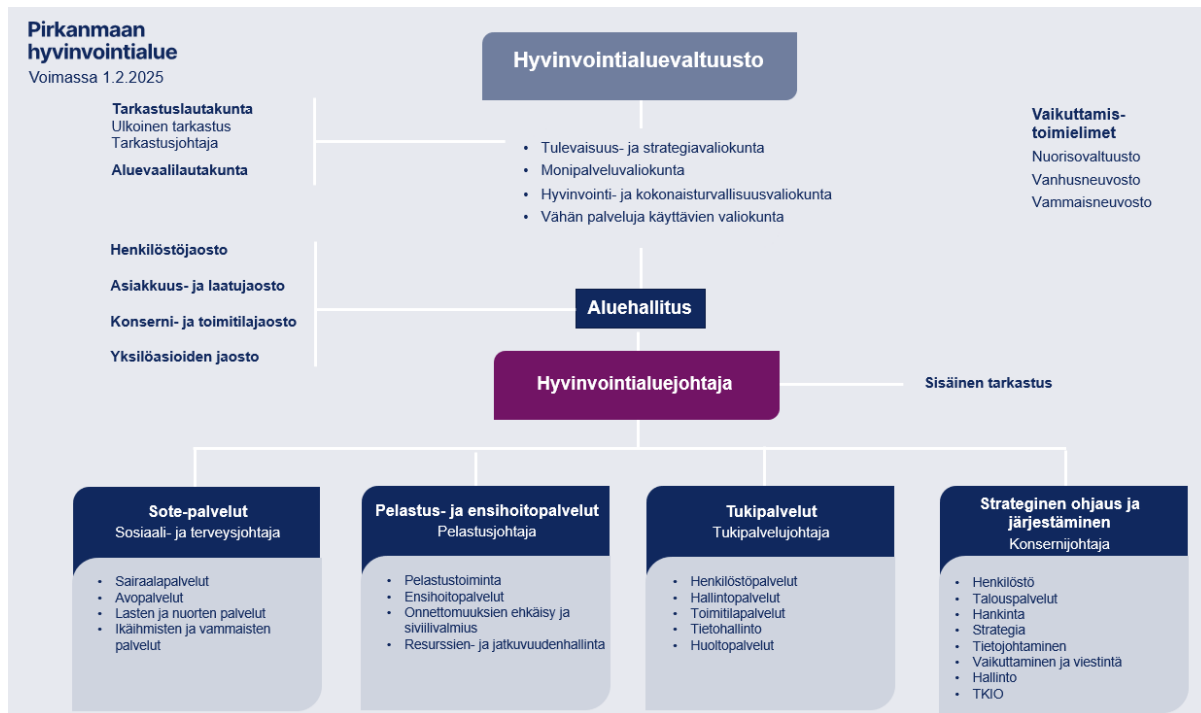 Pirkanmaan
hyvinvointialue
Voimassa 1.2.2025
Hyvinvointialuevaltuusto
Tarkastuslautakunta
Ulkoinen tarkastus
Tarkastusjohtaja
Aluevaalilautakunta
• Tulevaisuus- ja strategiavaliokunta
• Monipalveluvaliokunta
• Hyvinvointi- ja kokonaisturvallisuusvaliokunta
• Vähän palveluja käyttävien valiokunta
Vaikuttamis-
toimielimet
Nuorisovaltuusto
Vanhusneuvosto
Vammaisneuvosto
Henkilöstöjaosto
Asiakkuus- ja laatujaosto
Konserni- ja toimitilajaosto
Yksilöasioiden jaosto
Aluehallitus
Hyvinvointialuejohtaja
Sisäinen tarkastus
Sote-palvelut
Sosiaali- ja terveysjohtaja
• Sairaalapalvelut
• Avopalvelut
• Lasten ja nuorten palvelut
• Ikäihmisten ja vammaisten
palvelut
Pelastus- ja ensihoitopalvelut
Pelastusjohtaja
• Pelastustoiminta
• Ensihoitopalvelut
• Onnettomuuksien ehkäisy ja
siviilivalmius
• Resurssien- ja jatkuvuudenhallinta
Tukipalvelut
Tukipalvelujohtaja
• Henkilöstöpalvelut
• Hallintopalvelut
• Toimitilapalvelut
• Tietohallinto
• Huoltopalvelut
Strateginen ohjaus ja
järjestäminen
Konsernijohtaja
• Henkilöstö
• Talouspalvelut
• Hankinta
• Strategia
• Tietojohtaminen
• Vaikuttaminen ja viestintä
• Hallinto
• TKIO